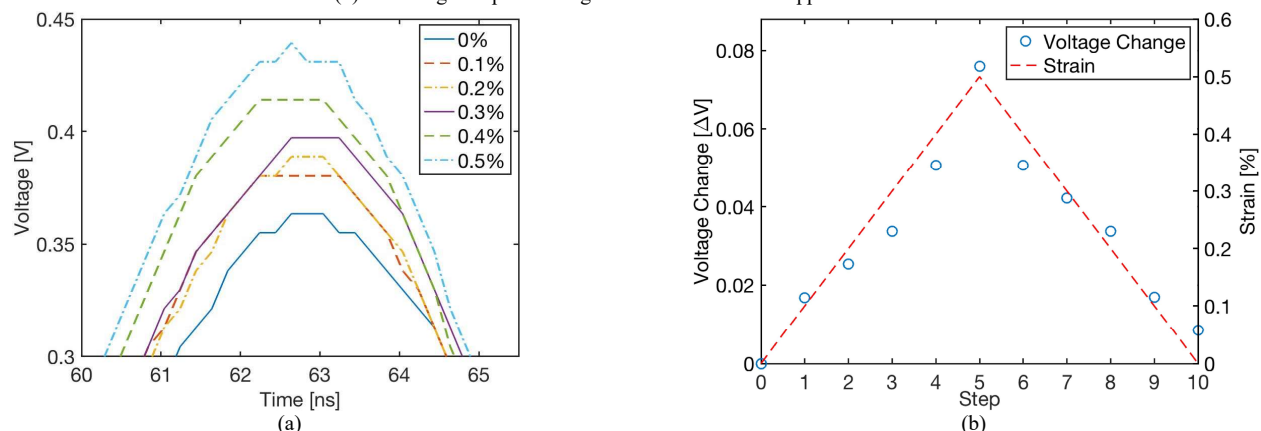 0.45
0.4
0.35
0.3
Voltage [V]
60 61 62 63 64 65
Time [ns]
0%
0.1%
0.2%
0.3%
0.4%
0.5%
(a)
0.08
0.06
0.04
0.02
0
Voltage Change [ΔV]
0 1 2 3 4 5 6 7 8 9 10
Step
0.6
0.5
0.4
0.3
0.2
0.1
0
Strain [%]
Voltage Change
Strain
(b)